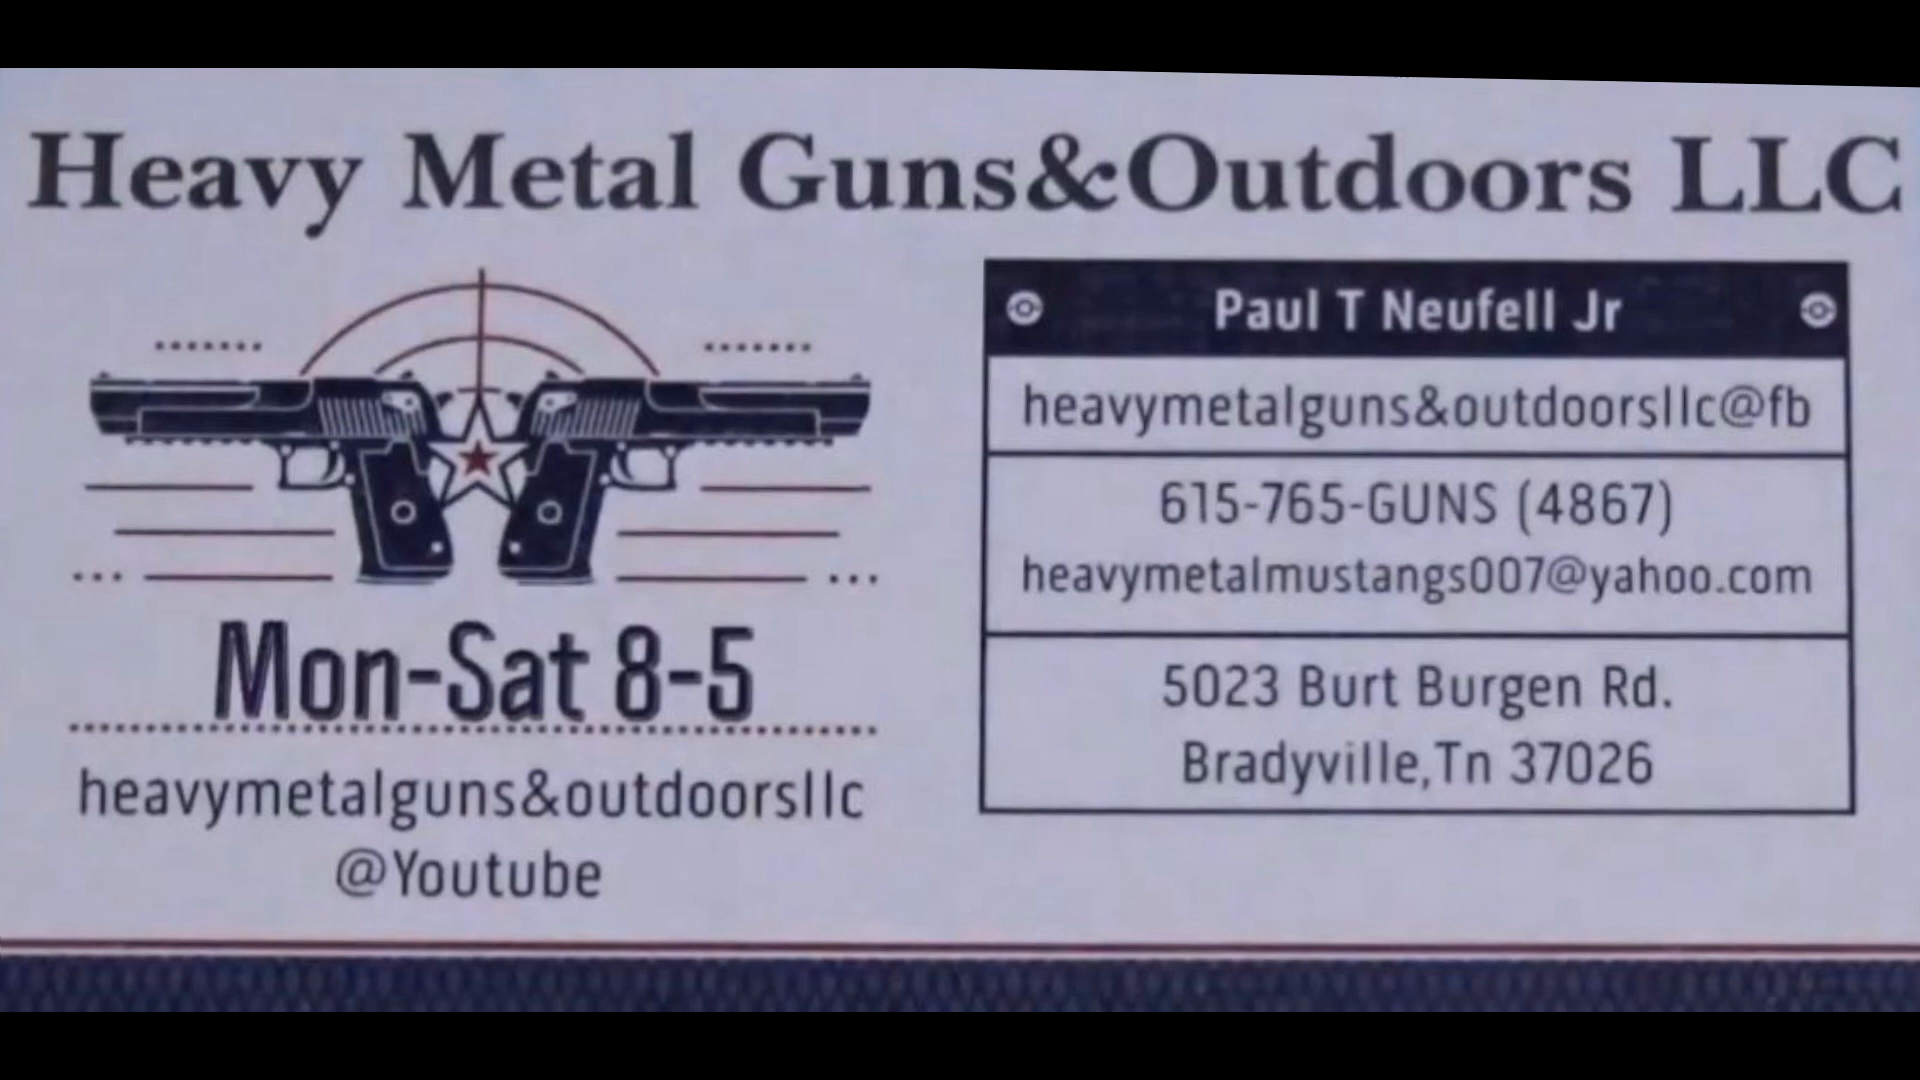 Heavy Metal Guns&Outdoors LLC
Mon-Sat 8-5
heavymetalguns&outdoorsllc
@Youtube
Paul T Neufell Jr
heavymetalguns&outdoorsllc@fb
615-765-GUNS (4867)
heavymetalmustangs007@yahoo.com
5023 Burt Burgen Rd.
Bradyville,Tn 37026